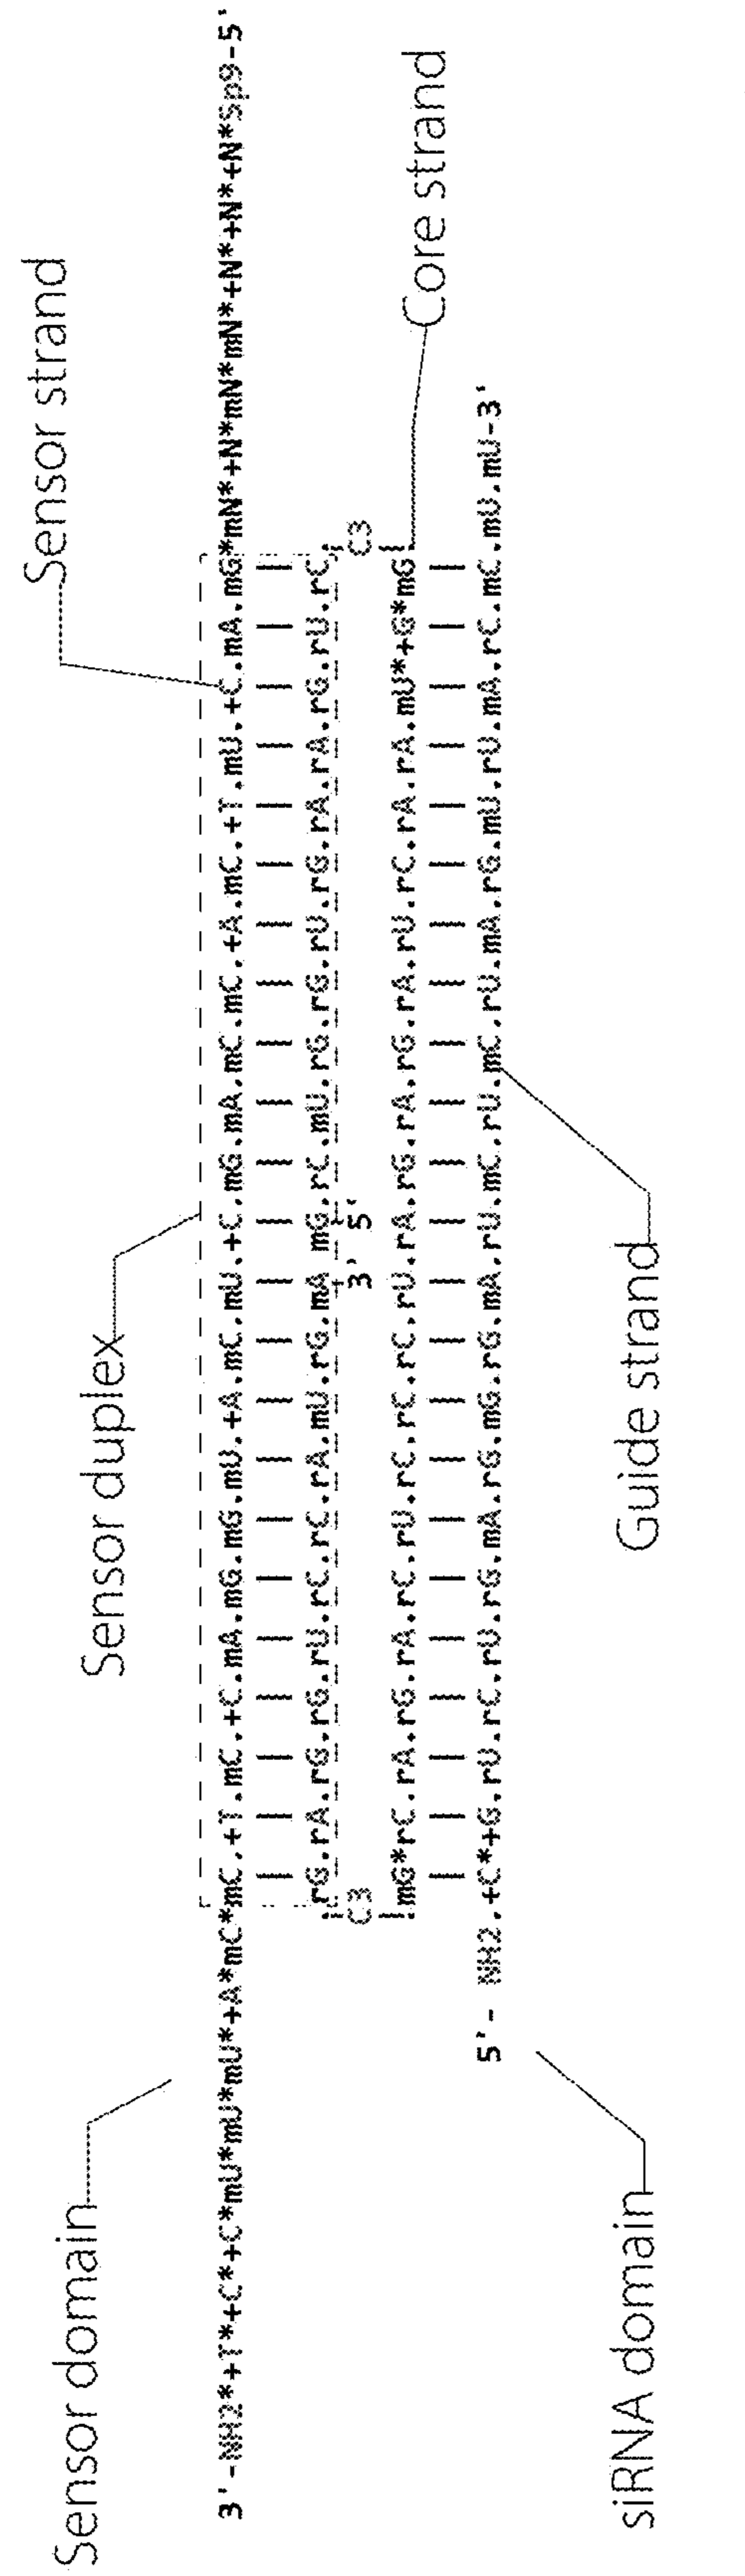 Sensor domain
Sensor duplex
Sensor strand
3'-NH2*+T*+C*+C*mU*mU*mU*+A*mC*mC.+T.mC.+C.mA.mG.mG.mU.+A.mC.mU.+C.mG.mA.mC.mC.+A.mC.+T.mU.+C.mA.mG*mN*+N*mN*mN*+N*+N*Sp9-5'
rG.rA.rG.rG.rU.rC.rC.rA.mU.rG.mA mG.rC.mU.rG.rG.rU.rG.rA.rA.rG.rU.rC
C3 3' 5' C3
mG*rC.rA.rG.rA.rC.rU.rC.rC.rC.rU.rA.rG.rA.rG.rA.rU.rC.rA.rA.mU*+G*mG
Core strand
5'- NH2.+C*+G.rU.rC.rU.rG.mA.rG.mG.rG.mA.rU.mC.rU.mC.rU.mA.rG.mU.rU.mA.rC.mC.mU.mU-3'
siRNA domain
Guide strand